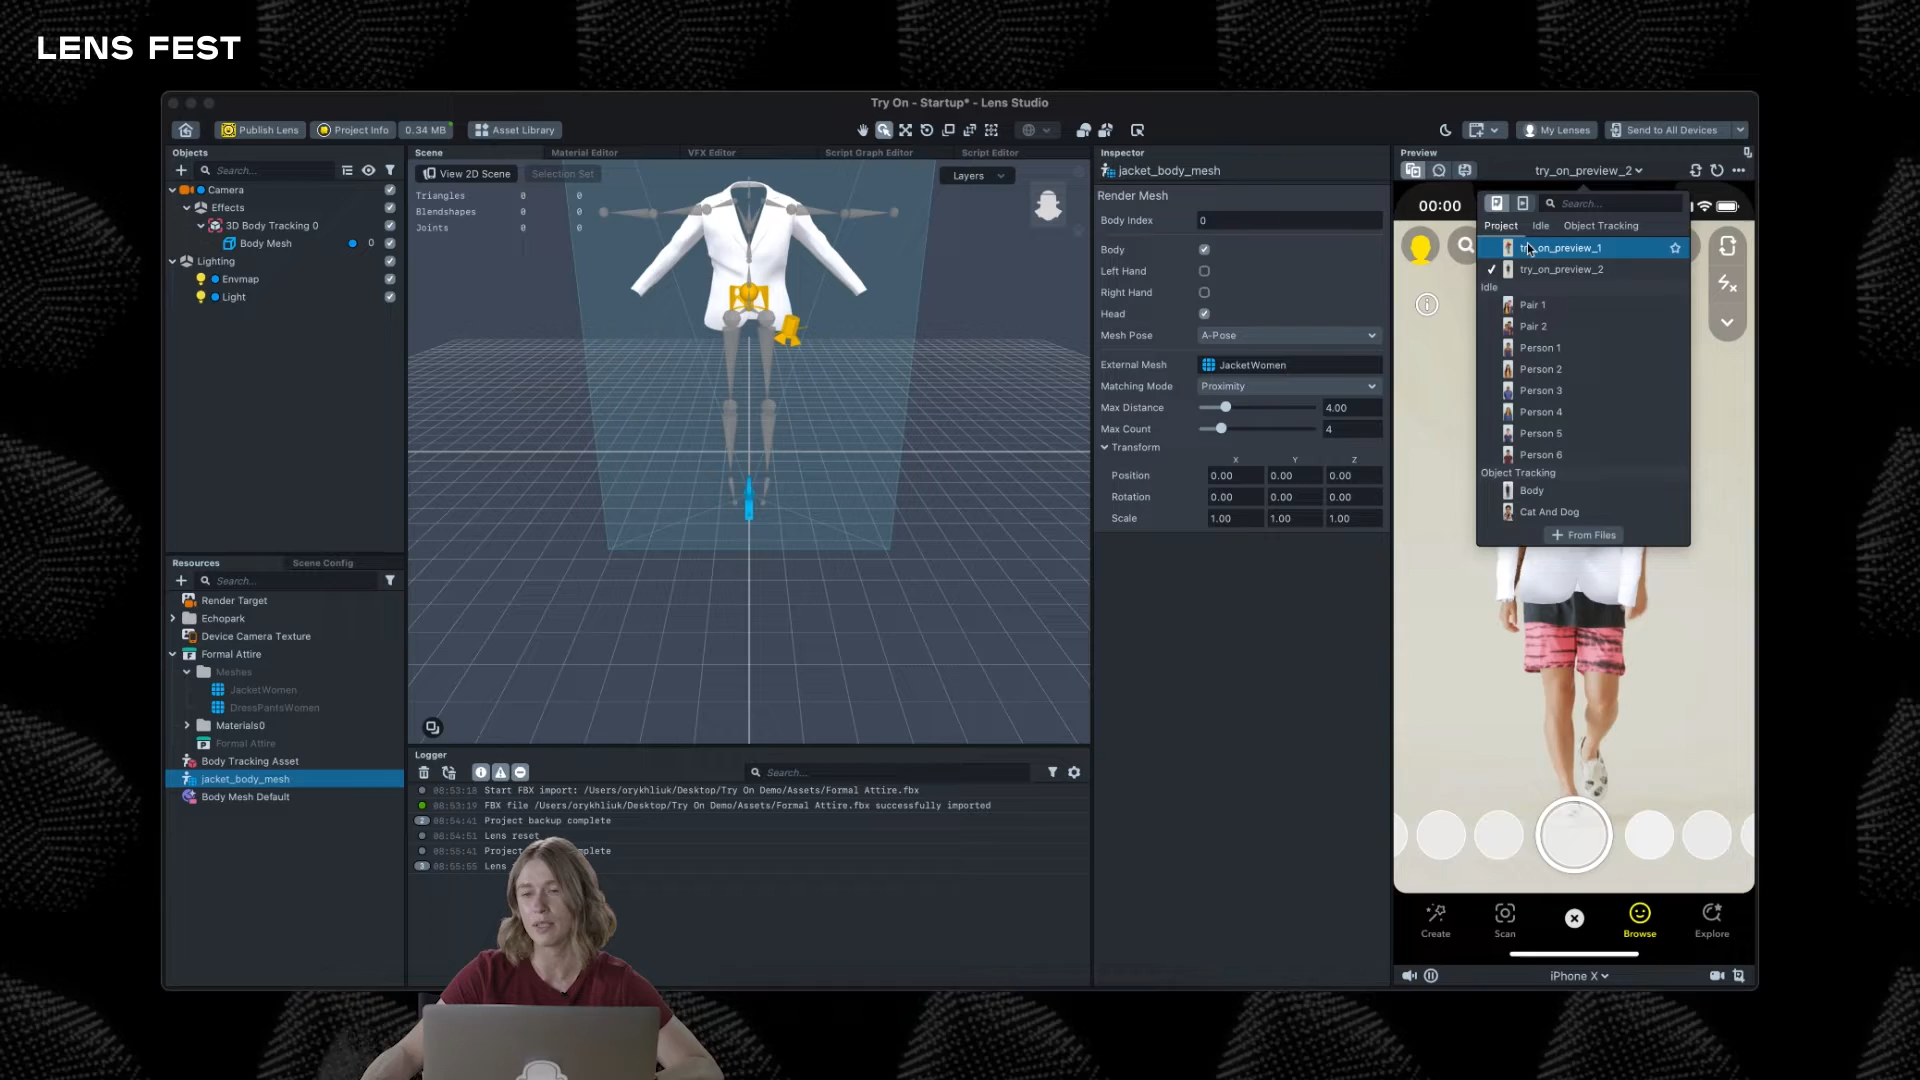 LENS FEST
Try On - Startup* - Lens Studio
Publish Lens
Project Info
0.34 MB
Asset Library
My Lenses
Send to All Devices
Objects
Search...
Camera
Effects
3D Body Tracking 0
Body Mesh
0
Lighting
Envmap
Light
Resources
Scene Config
Search...
Render Target
Echopark
Device Camera Texture
Formal Attire
Meshes
JacketWomen
DressPantsWomen
Materials0
Formal Attire
Body Tracking Asset
jacket_body_mesh
Body Mesh Default
Scene
Material Editor
VFX Editor
Script Graph Editor
Script Editor
View 2D Scene
Selection Set
Layers
Triangles 0 0
Blendshapes 0 0
Joints 0 0
Logger
Search...
08:53:18 Start FBX import: /Users/orykhliuk/Desktop/Try On Demo/Assets/Formal Attire.fbx
08:53:19 FBX file /Users/orykhliuk/Desktop/Try On Demo/Assets/Formal Attire.fbx successfully imported
2 08:54:41 Project backup complete
08:54:51 Lens reset
08:55:41 Project plete
08:55:55 Lens
Inspector
jacket_body_mesh
Render Mesh
Body Index 0
Body
Left Hand
Right Hand
Head
Mesh Pose A-Pose
External Mesh JacketWomen
Matching Mode Proximity
Max Distance 4.00
Max Count 4
Transform
X Y Z
Position 0.00 0.00 0.00
Rotation 0.00 0.00 0.00
Scale 1.00 1.00 1.00
Preview
try_on_preview_2
00:00
Search...
Project Idle Object Tracking
try_on_preview_1
try_on_preview_2
Idle
Pair 1
Pair 2
Person 1
Person 2
Person 3
Person 4
Person 5
Person 6
Object Tracking
Body
Cat And Dog
+ From Files
Create
Scan
Browse
Explore
iPhone X